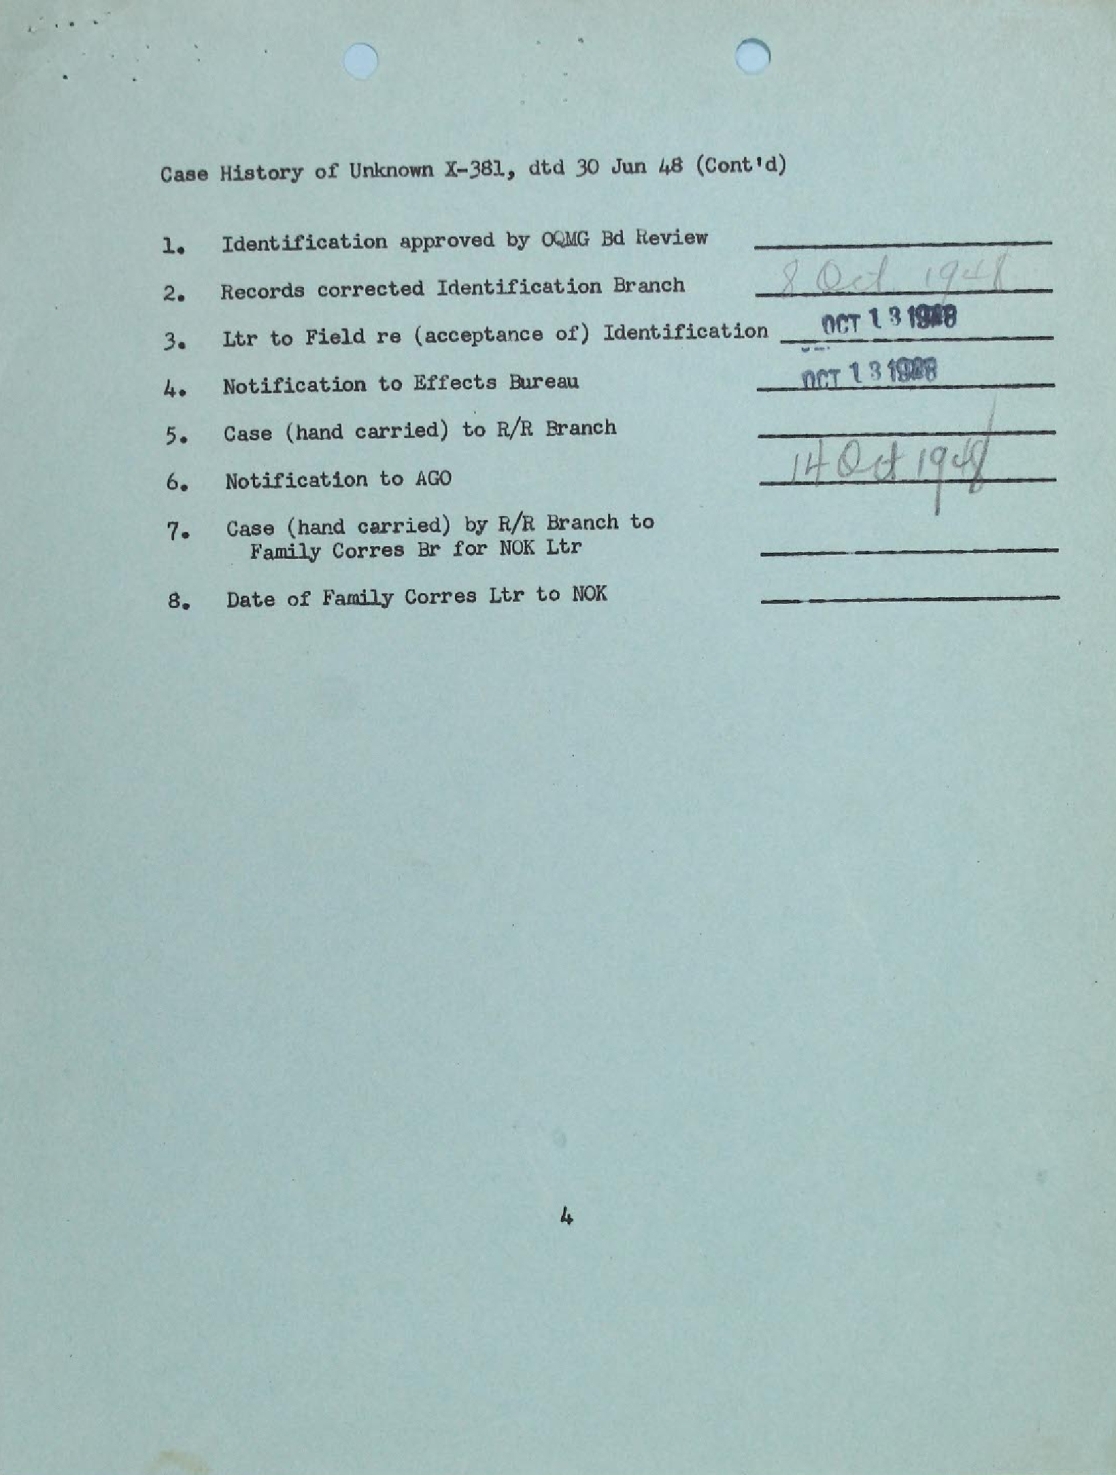 Case History of Unknown X-381, dtd 30 Jun 48 (Cont'd)
1. Identification approved by OQMG Bd Review
2. Records corrected Identification Branch 8 Oct 1948
3. Ltr to Field re (acceptance of) Identification OCT 13 1948
4. Notification to Effects Bureau OCT 13 1948
5. Case (hand carried) to R/R Branch
6. Notification to AGO 14 Oct 1948
7. Case (hand carried) by R/R Branch to
Family Corres Br for NOK Ltr
8. Date of Family Corres Ltr to NOK
4